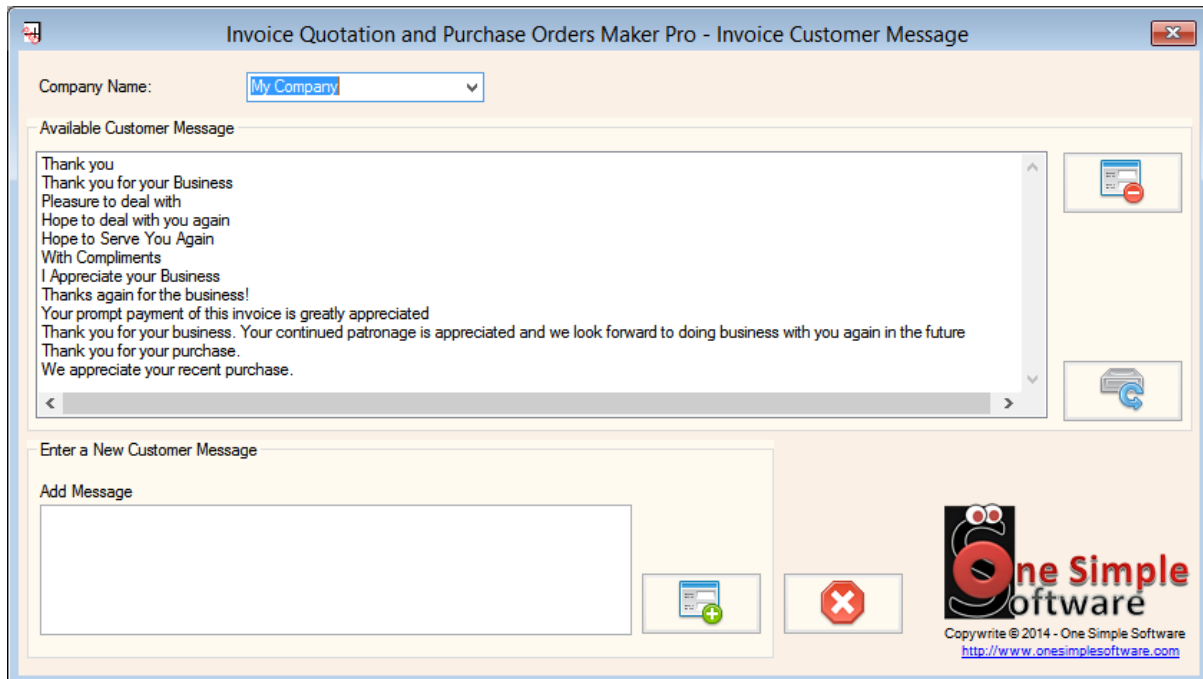 Invoice Quotation and Purchase Orders Maker Pro - Invoice Customer Message
Company Name:
My Company
Available Customer Message
Thank you
Thank you for your Business
Pleasure to deal with
Hope to deal with you again
Hope to Serve You Again
With Compliments
I Appreciate your Business
Thanks again for the business!
Your prompt payment of this invoice is greatly appreciated
Thank you for your business. Your continued patronage is appreciated and we look forward to doing business with you again in the future
Thank you for your purchase.
We appreciate your recent purchase.
Enter a New Customer Message
Add Message
One Simple
Software
Copywrite © 2014 - One Simple Software
http://www.onesimplesoftware.com